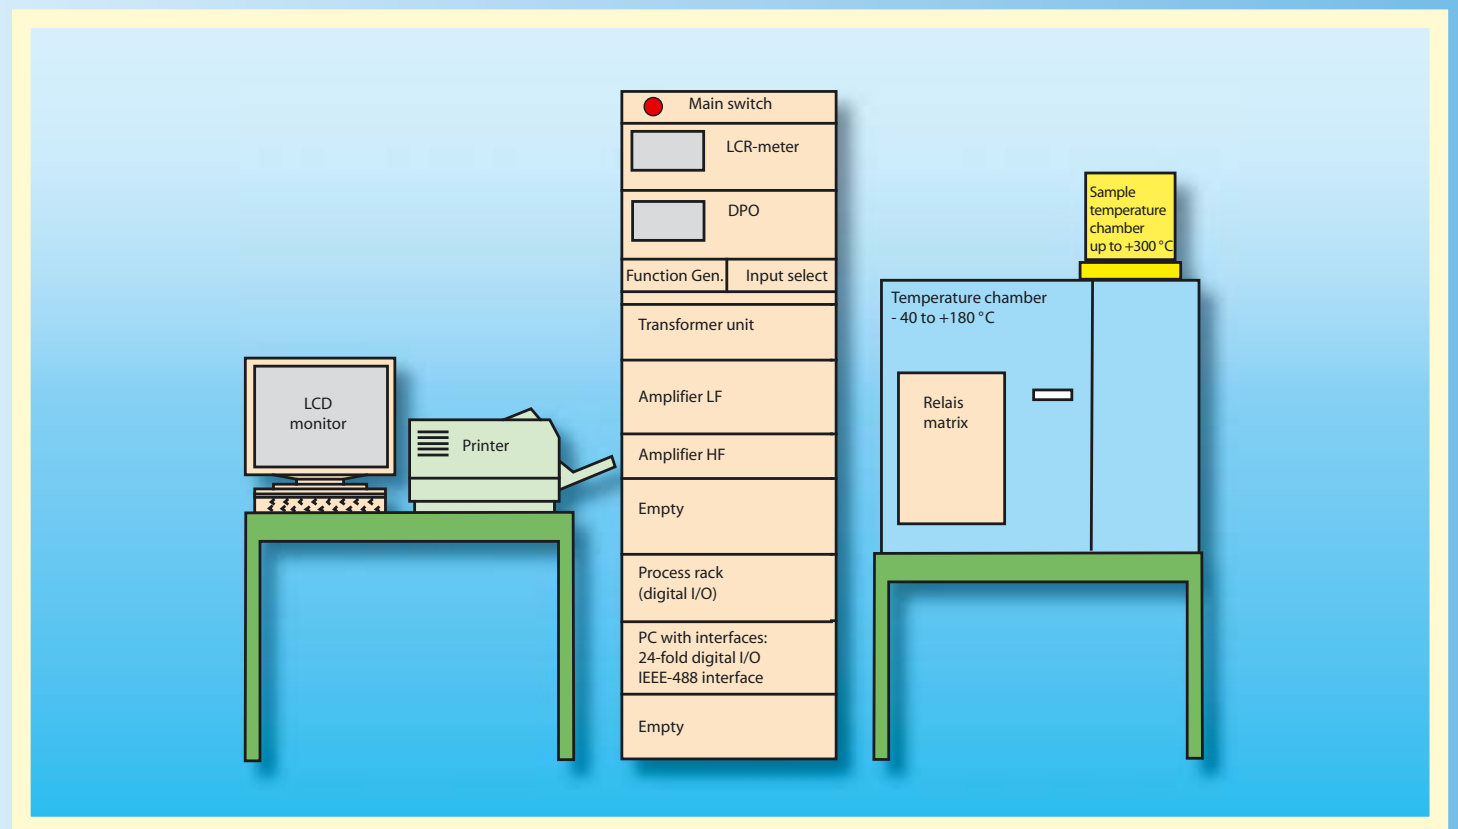 Main switch
LCR-meter
DPO
Function Gen.
Input select
Transformer unit
Amplifier LF
Amplifier HF
Empty
Process rack
(digital I/O)
PC with interfaces:
24-fold digital I/O
IEEE-488 interface
Empty
LCD
monitor
Printer
Sample
temperature
chamber
up to +300 °C
Temperature chamber
- 40 to +180 °C
Relais
matrix